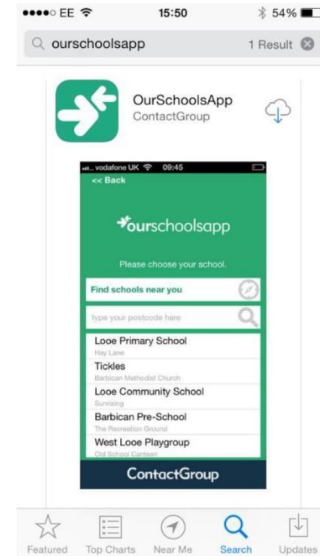 ●●●●○ EE 15:50 54%
ourschoolsapp 1 Result
OurSchoolsApp
ContactGroup
vodafone UK 09:45
<< Back
ourschoolsapp
Please choose your school.
Find schools near you
type your postcode here
Looe Primary School
Hay Lane
Tickles
Barbican Methodist Church
Looe Community School
Sunrising
Barbican Pre-School
The Recreation Ground
West Looe Playgroup
Old School Canteen
ContactGroup
Featured Top Charts Near Me Search Updates